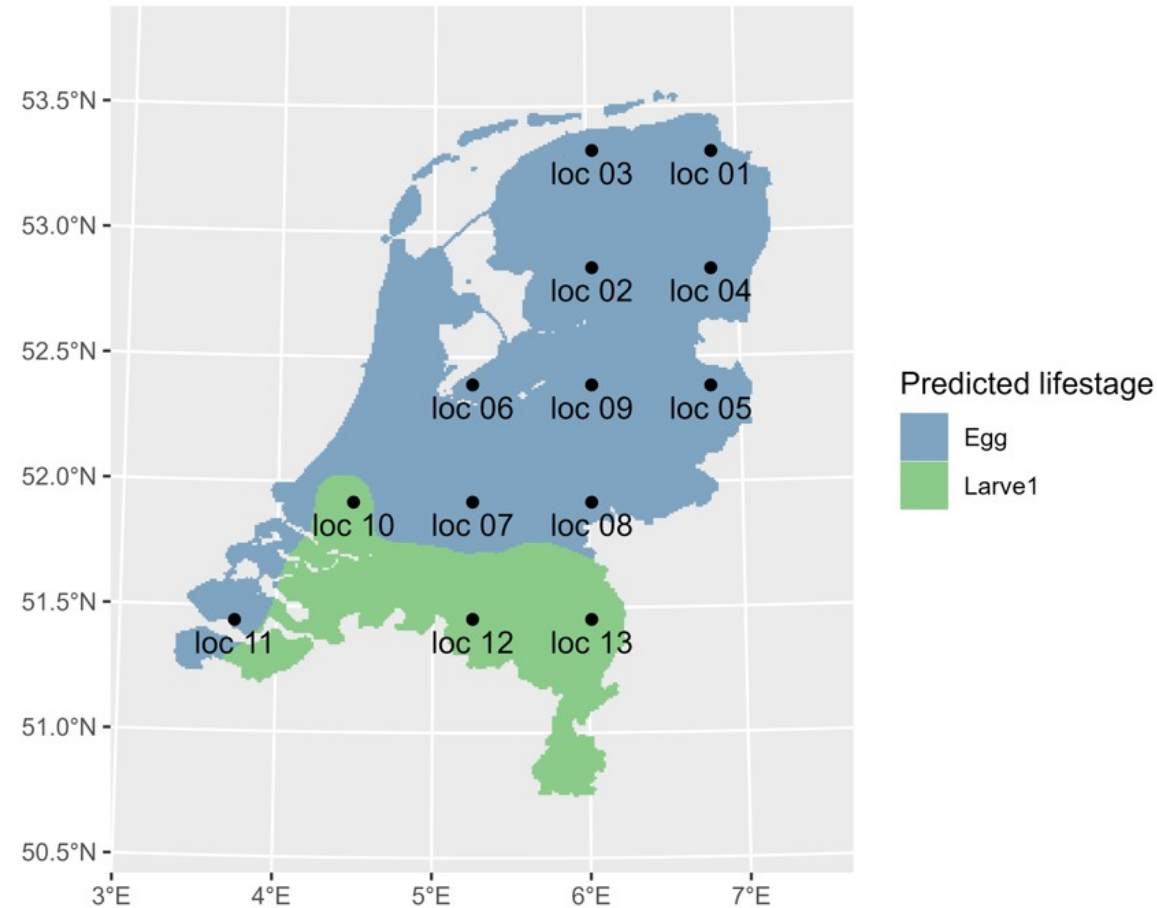 53.5°N
53.0°N
52.5°N
52.0°N
51.5°N
51.0°N
50.5°N
3°E 4°E 5°E 6°E 7°E
loc 03 loc 01
loc 02 loc 04
loc 06 loc 09 loc 05
loc 10 loc 07 loc 08
loc 11 loc 12 loc 13
Predicted lifestage
Egg
Larve1